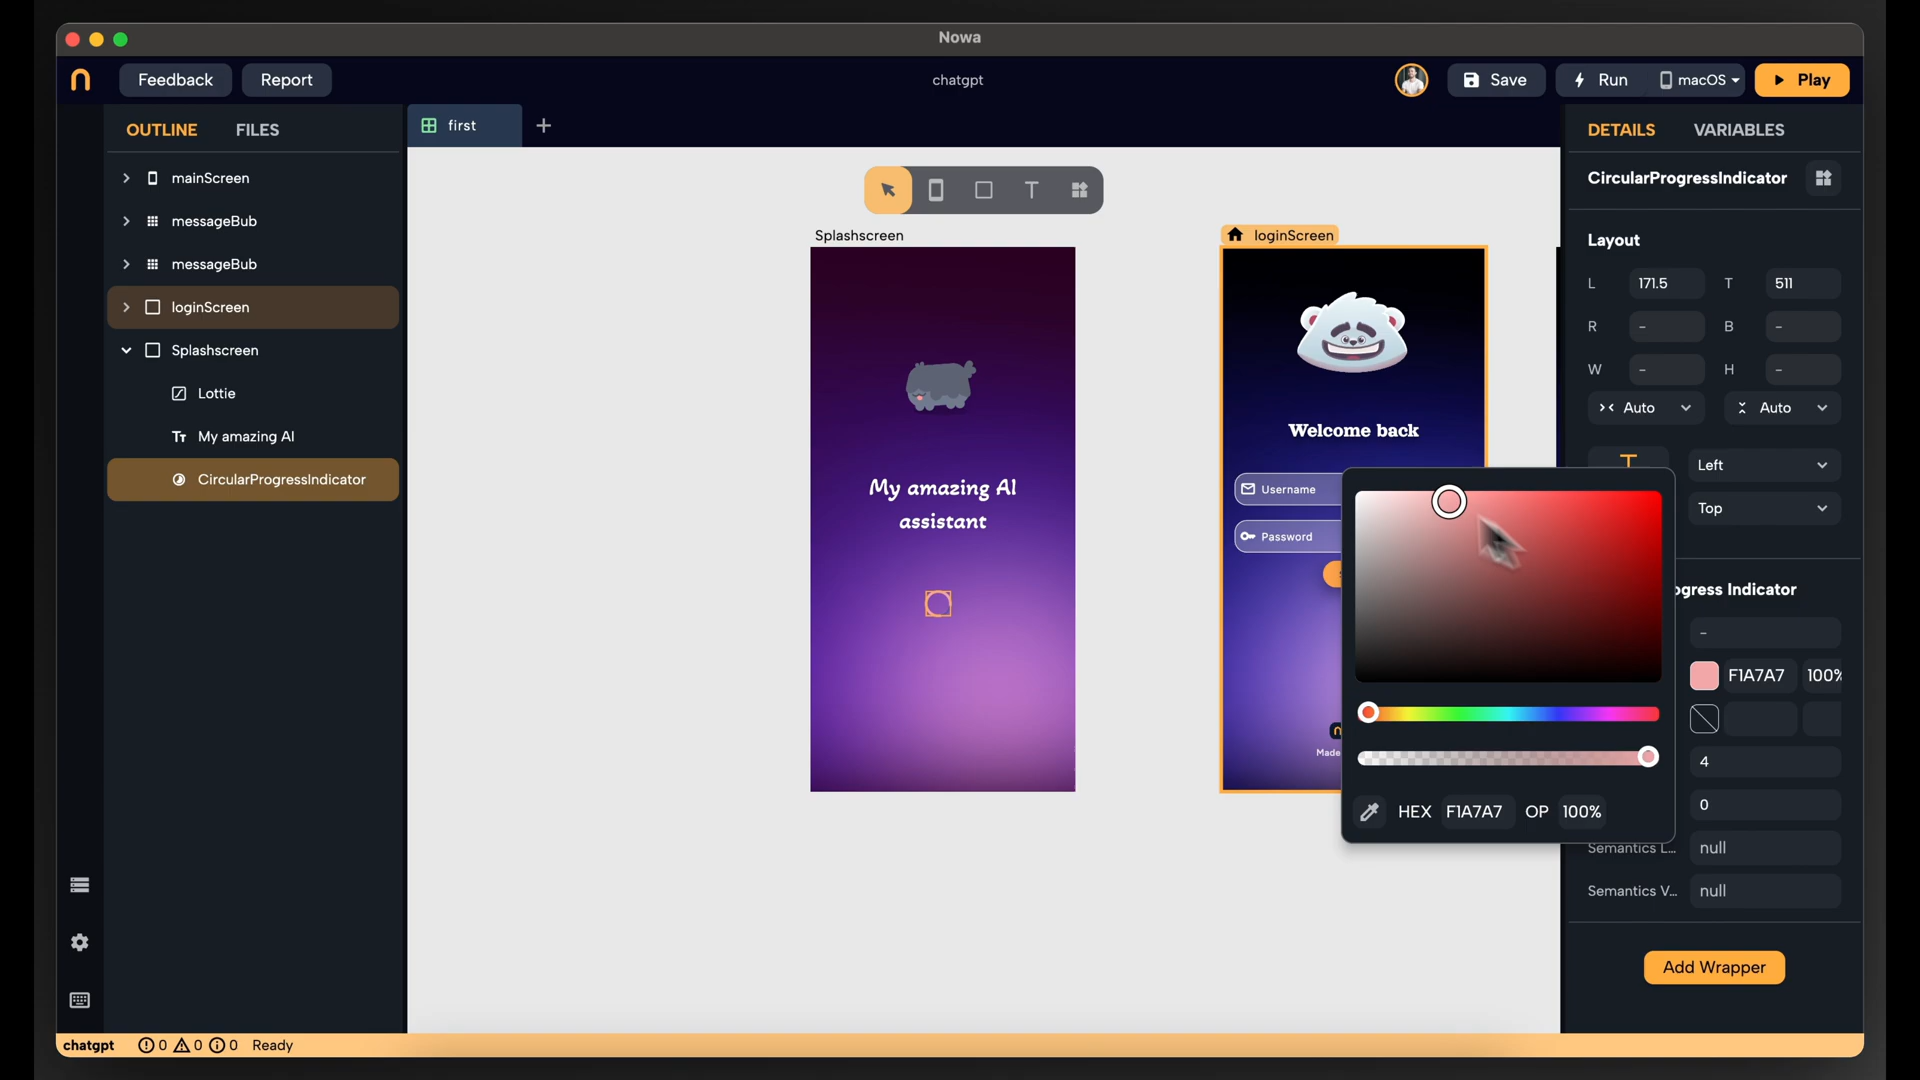 Nowa
Feedback
Report
chatgpt
Save
Run
macOS
Play
OUTLINE
FILES
first
DETAILS
VARIABLES
mainScreen
messageBub
messageBub
loginScreen
Splashscreen
Lottie
My amazing AI
CircularProgressIndicator
Splashscreen
My amazing AI
assistant
loginScreen
Welcome back
Username
Password
Made
HEX
F1A7A7
OP
100%
CircularProgressIndicator
Layout
L
171.5
T
511
R
-
B
-
W
-
H
-
Auto
Auto
Left
Top
ogress Indicator
-
F1A7A7
100%
4
0
Semantics L...
null
Semantics V...
null
Add Wrapper
chatgpt
0
0
0
Ready